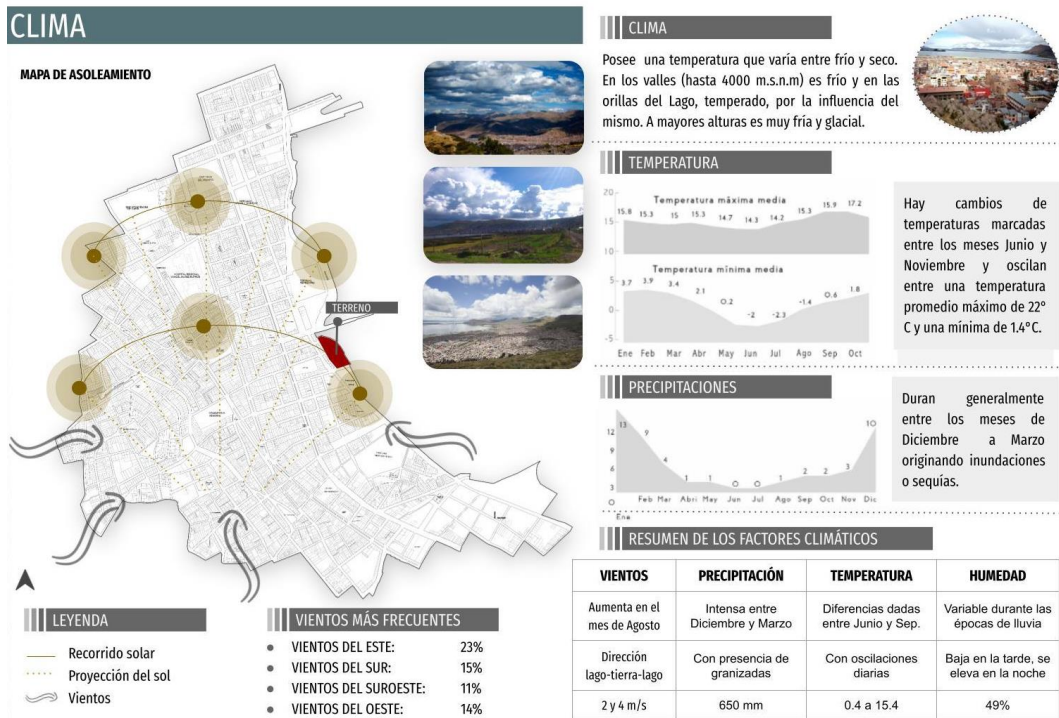 CLIMA
MAPA DE ASOLEAMIENTO
TERRENO
LEYENDA
Recorrido solar
Proyección del sol
Vientos
VIENTOS MÁS FRECUENTES
VIENTOS DEL ESTE: 23%
VIENTOS DEL SUR: 15%
VIENTOS DEL SUROESTE: 11%
VIENTOS DEL OESTE: 14%
CLIMA
Posee una temperatura que varía entre frío y seco.
En los valles (hasta 4000 m.s.n.m) es frío y en las
orillas del Lago, temperado, por la influencia del
mismo. A mayores alturas es muy fría y glacial.
TEMPERATURA
Temperatura máxima media
20
15
10
15.8 15.3 15 15.3 14.7 14.3 14.2 15.3 15.9 17.2
Temperatura mínima media
5
0
-5
3.7 3.9 3.4 2.1 0.2 -2 -2.3 -1.4 0.6 1.8
Ene Feb Mar Abr May Jun Jul Ago Sep Oct
Hay cambios de
temperaturas marcadas
entre los meses Junio y
Noviembre y oscilan
entre una temperatura
promedio máximo de 22°
C y una mínima de 1.4°C.
PRECIPITACIONES
12
9
6
3
0
13 9 4 1 1 0 0 1 2 2 3 10
Feb Mar Abri May Jun Jul Ago Sep Oct Nov Dic
Ene
Duran generalmente
entre los meses de
Diciembre a Marzo
originando inundaciones
o sequías.
RESUMEN DE LOS FACTORES CLIMÁTICOS
VIENTOS PRECIPITACIÓN TEMPERATURA HUMEDAD
Aumenta en el Intensa entre Diferencias dadas Variable durante las
mes de Agosto Diciembre y Marzo entre Junio y Sep. épocas de lluvia
Dirección Con presencia de Con oscilaciones Baja en la tarde, se
lago-tierra-lago granizadas diarias eleva en la noche
2 y 4 m/s 650 mm 0.4 a 15.4 49%